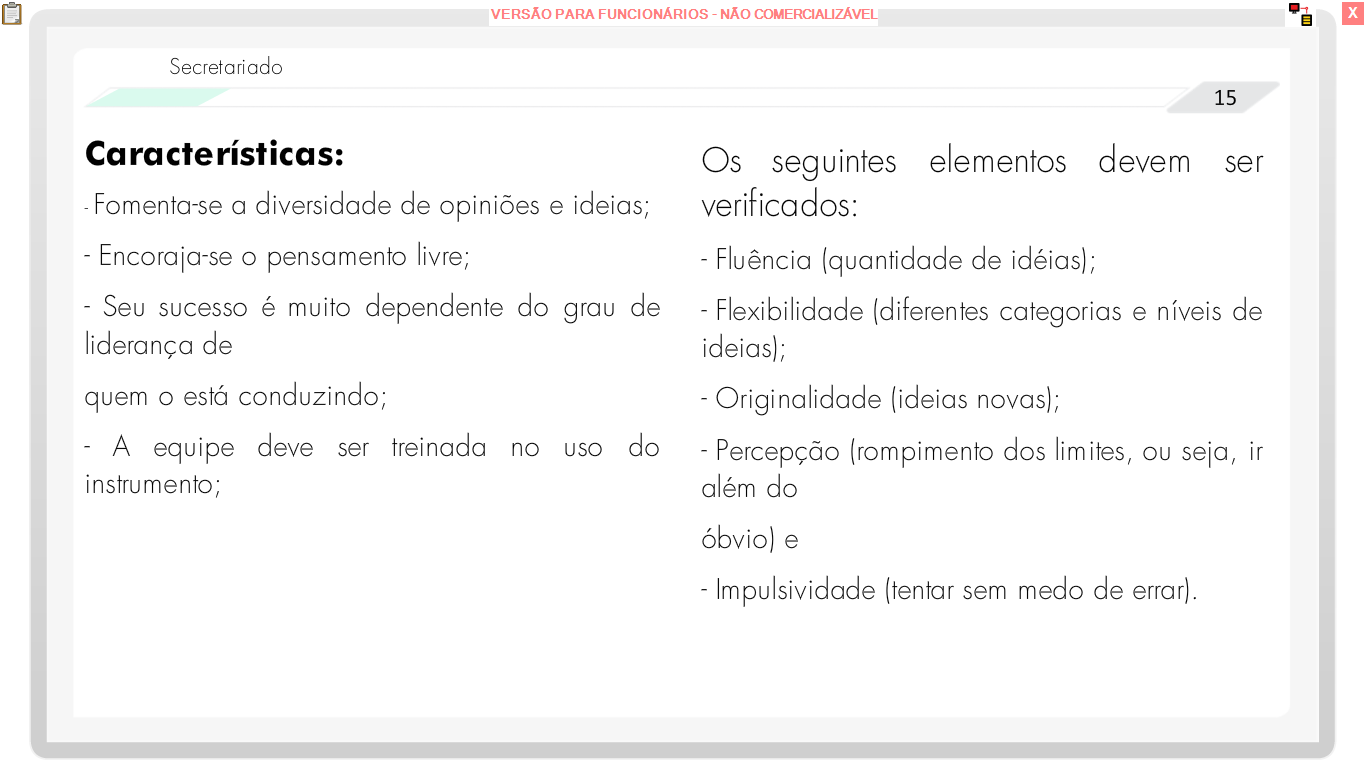 VERSÃO PARA FUNCIONÁRIOS - NÃO COMERCIALIZÁVEL
X
Secretariado
15
Características:
- Fomenta-se a diversidade de opiniões e ideias;
- Encoraja-se o pensamento livre;
- Seu sucesso é muito dependente do grau de
liderança de
quem o está conduzindo;
- A equipe deve ser treinada no uso do
instrumento;
Os seguintes elementos devem ser
verificados:
- Fluência (quantidade de idéias);
- Flexibilidade (diferentes categorias e níveis de
ideias);
- Originalidade (ideias novas);
- Percepção (rompimento dos limites, ou seja, ir
além do
óbvio) e
- Impulsividade (tentar sem medo de errar).